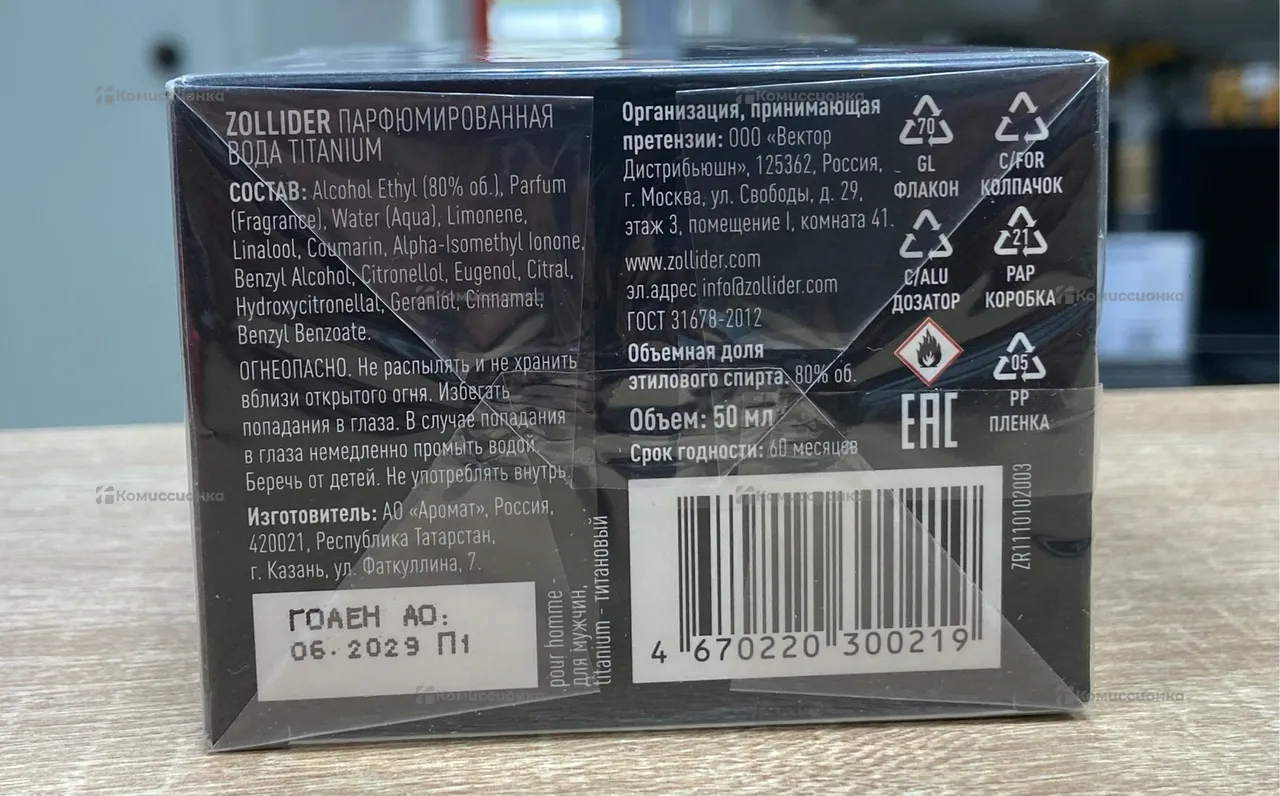 ZOLLIDER ПАРФЮМИРОВАННАЯ
ВОДА TITANIUM
СОСТАВ: Alcohol Ethyl (80% об.), Parfum
(Fragrance), Water (Aqua), Limonene,
Linalool, Coumarin, Alpha-Isomethyl Ionone,
Benzyl Alcohol, Citronellol, Eugenol, Citral,
Hydroxycitronellal, Geraniol, Cinnamal,
Benzyl Benzoate.
ОГНЕОПАСНО. Не распылять и не хранить
вблизи открытого огня. Избегать
попадания в глаза. В случае попадания
в глаза немедленно промыть водой
Беречь от детей. Не употреблять внутрь.
Изготовитель: АО «Аромат», Россия,
420021, Республика Татарстан,
г. Казань, ул. Фаткуллина, 7.
ГОДЕН ДО:
06.2029 П1
pour homme -
для мужчин,
titanium - титановый
Организация, принимающая
претензии: ООО «Вектор
Дистрибьюшн», 125362, Россия,
г. Москва, ул. Свободы, д. 29,
этаж 3, помещение I, комната 41.
www.zollider.com
эл.адрес info@zollider.com
ГОСТ 31678-2012
Объемная доля
этилового спирта: 80% об.
Объем: 50 мл
Срок годности: 60 месяцев
4 670220 300219
70
GL
ФЛАКОН
C/FOR
КОЛПАЧОК
C/ALU
ДОЗАТОР
21
PAP
КОРОБКА
05
PP
ПЛЕНКА
EAC
ZR1110102003
Комиссионка
Комиссионка
Комиссионка
Комиссионка
Комиссионка
Комиссионка
Комиссионка
Комиссионка